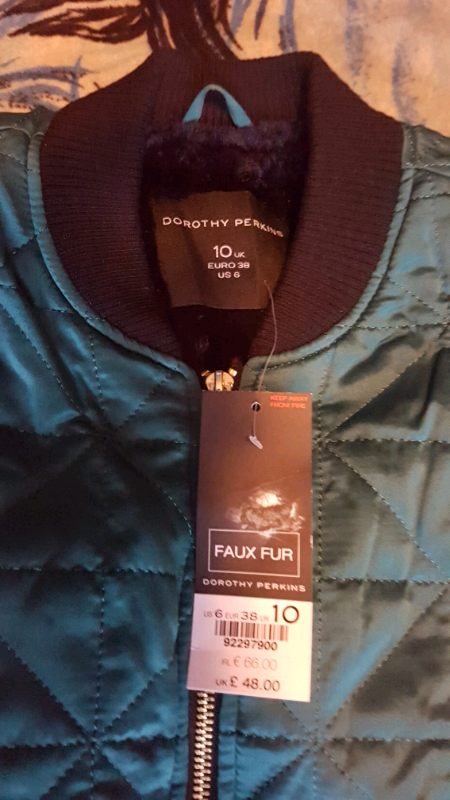 DOROTHY PERKINS
10 UK
EURO 38
US 6
KEEP AWAY
FROM FIRE
FAUX FUR
DOROTHY PERKINS
US 6 EUR 38 UK 10
92297900
IRL € 66.00
UK £ 48.00